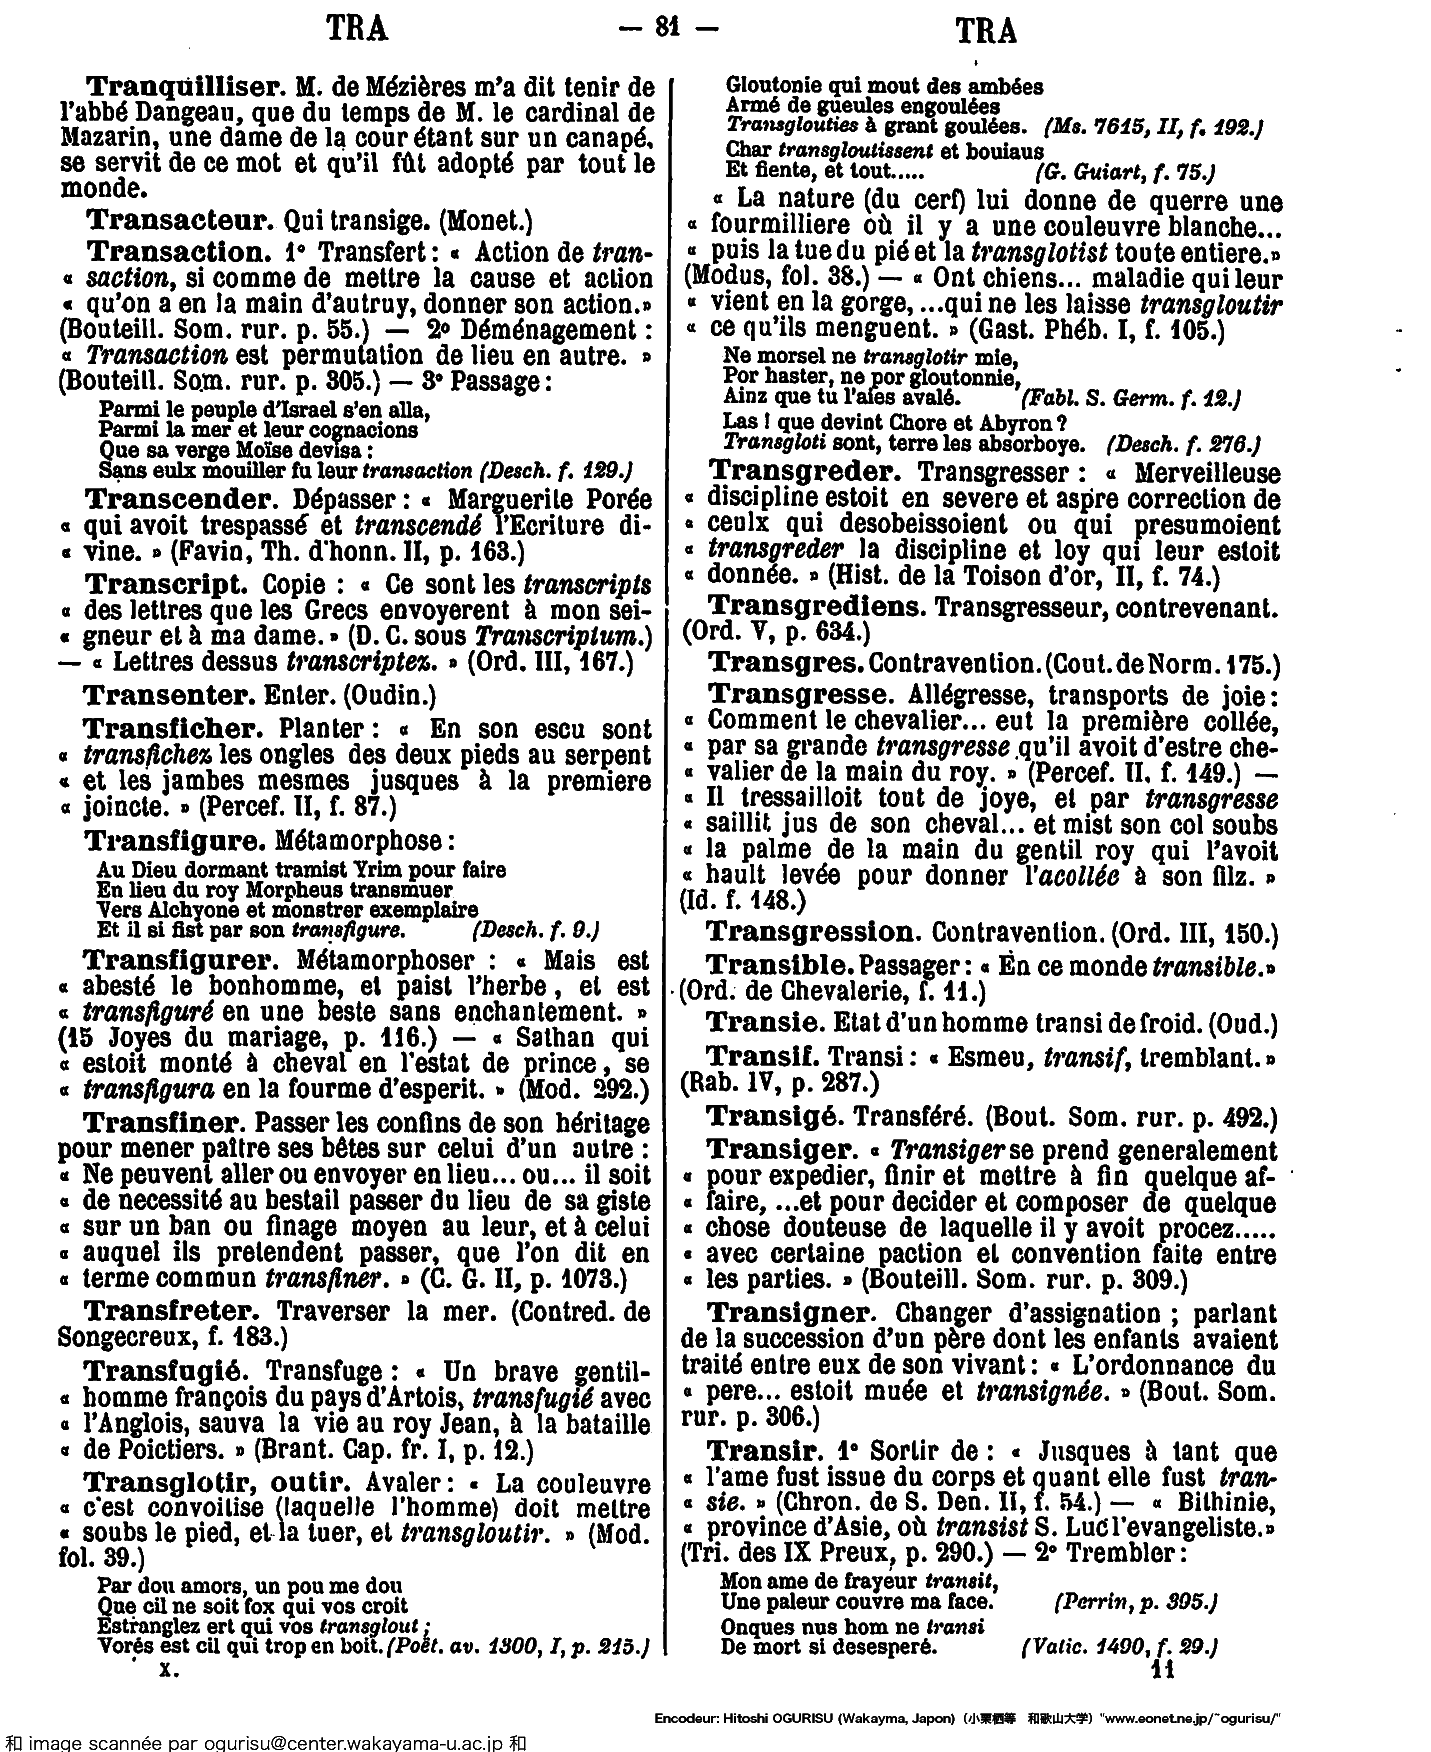 TRA — 81 — TRA
Tranquilliser. M. de Mézières m'a dit tenir de
l'abbé Dangeau, que du temps de M. le cardinal de
Mazarin, une dame de la cour étant sur un canapé,
se servit de ce mot et qu'il fût adopté par tout le
monde.
Transacteur. Qui transige. (Monet.)
Transaction. 1° Transfert : « Action de tran-
« saction, si comme de mettre la cause et action
« qu'on a en la main d'autruy, donner son action.»
(Bouteill. Som. rur. p. 55.) — 2° Déménagement :
« Transaction est permutation de lieu en autre. »
(Bouteill. Som. rur. p. 305.) — 3° Passage :
Parmi le peuple d'Israel s'en alla,
Parmi la mer et leur cognacions
Que sa verge Moïse devisa :
Sans eulx mouiller fu leur transaction (Desch. f. 129.)
Transcender. Dépasser : « Marguerite Porée
« qui avoit trespassé et transcendé l'Ecriture di-
« vine. » (Favin, Th. d'honn. II, p. 163.)
Transcript. Copie : « Ce sont les transcripts
« des lettres que les Grecs envoyerent à mon sei-
« gneur et à ma dame. » (D. C. sous Transcriptum.)
— « Lettres dessus transcriptez. » (Ord. III, 167.)
Transenter. Enter. (Oudin.)
Transficher. Planter : « En son escu sont
« transfichez les ongles des deux pieds au serpent
« et les jambes mesmes jusques à la premiere
« joincte. » (Percef. II, f. 87.)
Transfigure. Métamorphose :
Au Dieu dormant tramist Yrim pour faire
En lieu du roy Morpheus transmuer
Vers Alchyone et monstrer exemplaire
Et il si fist par son transfigure. (Desch. f. 9.)
Transfigurer. Métamorphoser : « Mais est
« abesté le bonhomme, et paist l'herbe, et est
« transfiguré en une beste sans enchantement. »
(15 Joyes du mariage, p. 116.) — « Sathan qui
« estoit monté à cheval en l'estat de prince, se
« transfigura en la fourme d'esperit. » (Mod. 292.)
Transfiner. Passer les confins de son héritage
pour mener paître ses bêtes sur celui d'un autre :
« Ne peuvent aller ou envoyer en lieu... ou... il soit
« de necessité au bestail passer du lieu de sa giste
« sur un ban ou finage moyen au leur, et à celui
« auquel ils pretendent passer, que l'on dit en
« terme commun transfiner. » (C. G. II, p. 1073.)
Transfreter. Traverser la mer. (Contred. de
Songecreux, f. 183.)
Transfugié. Transfuge : « Un brave gentil-
« homme françois du pays d'Artois, transfugié avec
« l'Anglois, sauva la vie au roy Jean, à la bataille
« de Poictiers. » (Brant. Cap. fr. I, p. 12.)
Transglotir, outir. Avaler : « La couleuvre
« c'est convoitise (laquelle l'homme) doit mettre
« soubs le pied, et la tuer, et transgloutir. » (Mod.
fol. 39.)
Par dou amors, un pou me dou
Que cil ne soit fox qui vos croit
Estranglez ert qui vos transglout ;
Vorés est cil qui trop en boit. (Poët. av. 1300, I, p. 215.)
X.
Gloutonie qui mout des ambées
Armé de gueules engoulées
Transglouties à grant goulées. (Ms. 7615, II, f. 192.)
Char transgloutissent et bouiaus
Et fiente, et tout..... (G. Guiart, f. 75.)
« La nature (du cerf) lui donne de querre une
« fourmilliere où il y a une couleuvre blanche...
« puis la tue du pié et la transglotist toute entiere.»
(Modus, fol. 38.) — « Ont chiens... maladie qui leur
« vient en la gorge, ...qui ne les laisse transgloutir
« ce qu'ils menguent. » (Gast. Phéb. I, f. 105.)
Ne morsel ne transglotir mie,
Por haster, ne por gloutonnie,
Ainz que tu l'aies avalé. (Fabl. S. Germ. f. 12.)
Las ! que devint Chore et Abyron ?
Transgloti sont, terre les absorboye. (Desch. f. 276.)
Transgreder. Transgresser : « Merveilleuse
« discipline estoit en severe et aspre correction de
« ceulx qui desobeissoient ou qui presumoient
« transgreder la discipline et loy qui leur estoit
« donnée. » (Hist. de la Toison d'or, II, f. 74.)
Transgrediens. Transgresseur, contrevenant.
(Ord. V, p. 634.)
Transgres. Contravention. (Cout. de Norm. 175.)
Transgresse. Allégresse, transports de joie :
« Comment le chevalier... eut la première collée,
« par sa grande transgresse qu'il avoit d'estre che-
« valier de la main du roy. » (Percef. II. f. 149.) —
« Il tressailloit tout de joye, et par transgresse
« saillit jus de son cheval... et mist son col soubs
« la palme de la main du gentil roy qui l'avoit
« hault levée pour donner l'acollée à son filz. »
(Id. f. 148.)
Transgression. Contravention. (Ord. III, 150.)
Transible. Passager : « En ce monde transible.»
(Ord. de Chevalerie, f. 11.)
Transie. Etat d'un homme transi de froid. (Oud.)
Transif. Transi : « Esmeu, transif, tremblant. »
(Rab. IV, p. 287.)
Transigé. Transféré. (Bout. Som. rur. p. 492.)
Transiger. « Transiger se prend generalement
« pour expedier, finir et mettre à fin quelque af-
« faire, ...et pour decider et composer de quelque
« chose douteuse de laquelle il y avoit procez.....
« avec certaine paction et convention faite entre
« les parties. » (Bouteill. Som. rur. p. 309.)
Transigner. Changer d'assignation ; parlant
de la succession d'un père dont les enfants avaient
traité entre eux de son vivant : « L'ordonnance du
« pere... estoit muée et transignée. » (Bout. Som.
rur. p. 306.)
Transir. 1° Sortir de : « Jusques à tant que
« l'ame fust issue du corps et quant elle fust tran-
« sie. » (Chron. de S. Den. II, f. 54.) — « Bithinie,
« province d'Asie, où transist S. Luc l'evangeliste.»
(Tri. des IX Preux, p. 290.) — 2° Trembler :
Mon ame de frayeur transit,
Une paleur couvre ma face. (Perrin, p. 395.)
Onques nus hom ne transi
De mort si desesperé. (Vatic. 1490, f. 29.)
11
Encodeur: Hitoshi OGURISU (Wakayma, Japon) (小栗栖等 和歌山大学) "www.eonet.ne.jp/~ogurisu/"
和 image scannée par ogurisu@center.wakayama-u.ac.jp 和